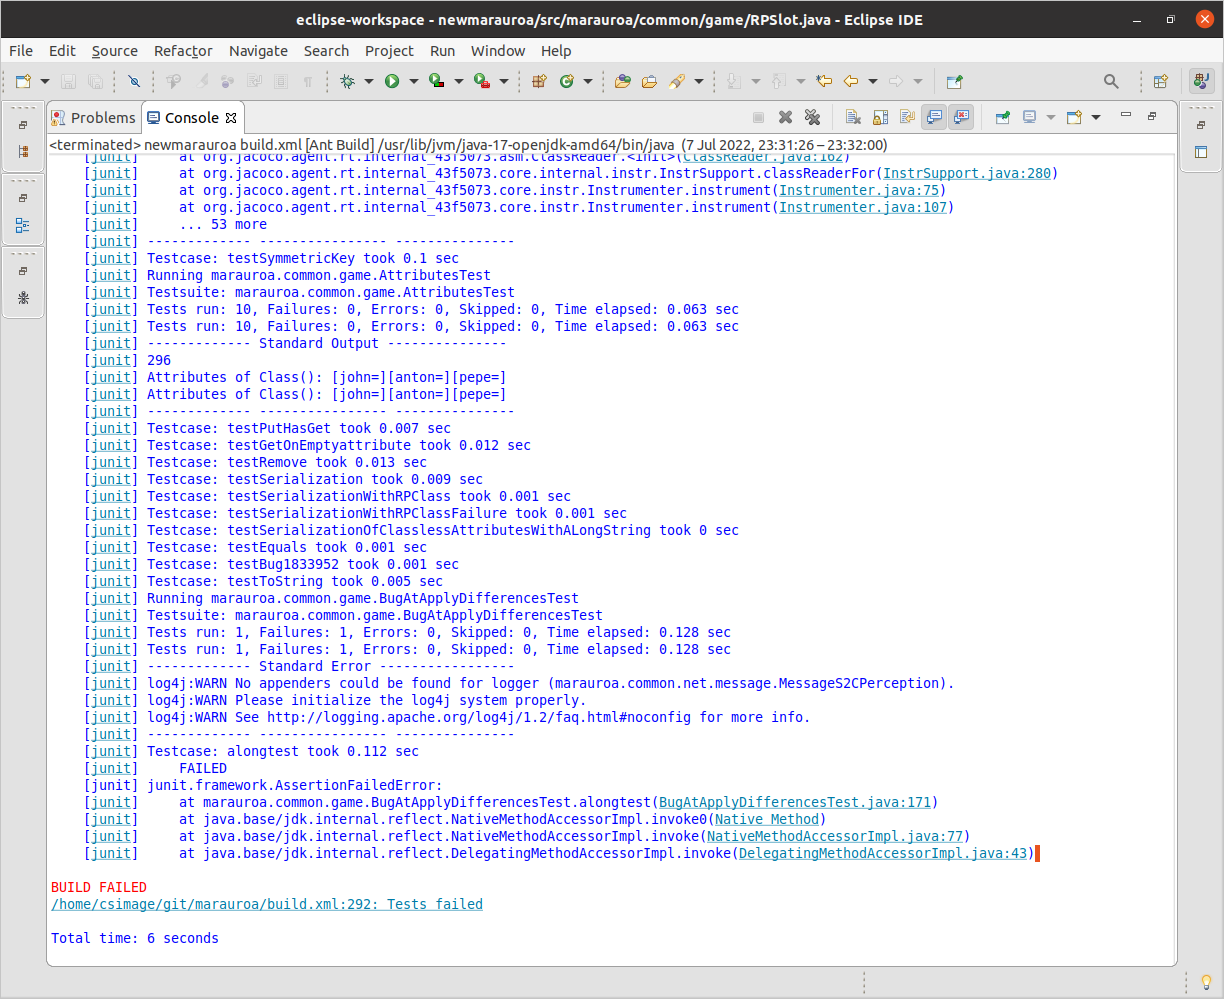 eclipse-workspace - newmarauroa/src/marauroa/common/game/RPSlot.java - Eclipse IDE
File Edit Source Refactor Navigate Search Project Run Window Help
Problems Console
<terminated> newmarauroa build.xml [Ant Build] /usr/lib/jvm/java-17-openjdk-amd64/bin/java (7 Jul 2022, 23:31:26 – 23:32:00)
[junit] at org.jacoco.agent.rt.internal_43f5073.asm.ClassReader.<init>(ClassReader.java:162)
[junit] at org.jacoco.agent.rt.internal_43f5073.core.internal.instr.InstrSupport.classReaderFor(InstrSupport.java:280)
[junit] at org.jacoco.agent.rt.internal_43f5073.core.instr.Instrumenter.instrument(Instrumenter.java:75)
[junit] at org.jacoco.agent.rt.internal_43f5073.core.instr.Instrumenter.instrument(Instrumenter.java:107)
[junit] ... 53 more
[junit] ------------- ---------------- ---------------
[junit] Testcase: testSymmetricKey took 0.1 sec
[junit] Running marauroa.common.game.AttributesTest
[junit] Testsuite: marauroa.common.game.AttributesTest
[junit] Tests run: 10, Failures: 0, Errors: 0, Skipped: 0, Time elapsed: 0.063 sec
[junit] Tests run: 10, Failures: 0, Errors: 0, Skipped: 0, Time elapsed: 0.063 sec
[junit] ------------- Standard Output ---------------
[junit] 296
[junit] Attributes of Class(): [john=][anton=][pepe=]
[junit] Attributes of Class(): [john=][anton=][pepe=]
[junit] ------------- ---------------- ---------------
[junit] Testcase: testPutHasGet took 0.007 sec
[junit] Testcase: testGetOnEmptyattribute took 0.012 sec
[junit] Testcase: testRemove took 0.013 sec
[junit] Testcase: testSerialization took 0.009 sec
[junit] Testcase: testSerializationWithRPClass took 0.001 sec
[junit] Testcase: testSerializationWithRPClassFailure took 0.001 sec
[junit] Testcase: testSerializationOfClasslessAttributesWithALongString took 0 sec
[junit] Testcase: testEquals took 0.001 sec
[junit] Testcase: testBug1833952 took 0.001 sec
[junit] Testcase: testToString took 0.005 sec
[junit] Running marauroa.common.game.BugAtApplyDifferencesTest
[junit] Testsuite: marauroa.common.game.BugAtApplyDifferencesTest
[junit] Tests run: 1, Failures: 1, Errors: 0, Skipped: 0, Time elapsed: 0.128 sec
[junit] Tests run: 1, Failures: 1, Errors: 0, Skipped: 0, Time elapsed: 0.128 sec
[junit] ------------- Standard Error -----------------
[junit] log4j:WARN No appenders could be found for logger (marauroa.common.net.message.MessageS2CPerception).
[junit] log4j:WARN Please initialize the log4j system properly.
[junit] log4j:WARN See http://logging.apache.org/log4j/1.2/faq.html#noconfig for more info.
[junit] ------------- ---------------- ---------------
[junit] Testcase: alongtest took 0.112 sec
[junit] FAILED
[junit] junit.framework.AssertionFailedError:
[junit] at marauroa.common.game.BugAtApplyDifferencesTest.alongtest(BugAtApplyDifferencesTest.java:171)
[junit] at java.base/jdk.internal.reflect.NativeMethodAccessorImpl.invoke0(Native Method)
[junit] at java.base/jdk.internal.reflect.NativeMethodAccessorImpl.invoke(NativeMethodAccessorImpl.java:77)
[junit] at java.base/jdk.internal.reflect.DelegatingMethodAccessorImpl.invoke(DelegatingMethodAccessorImpl.java:43)
BUILD FAILED
/home/csimage/git/marauroa/build.xml:292: Tests failed
Total time: 6 seconds